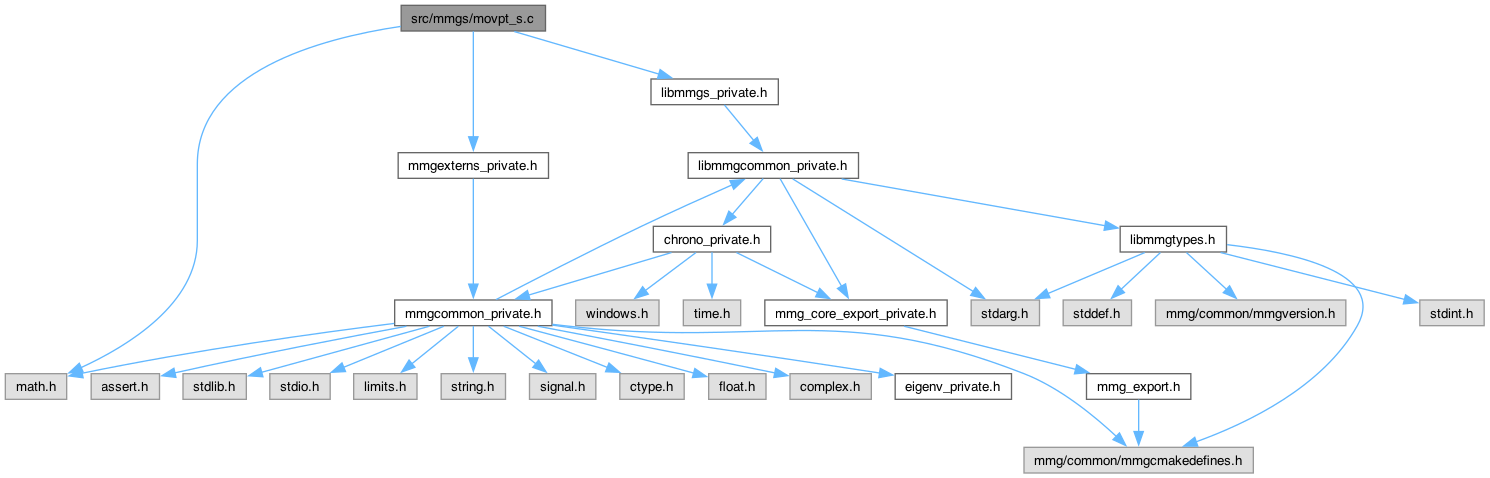 src/mmgs/movpt_s.c
libmmgs_private.h
mmgexterns_private.h
libmmgcommon_private.h
chrono_private.h
libmmgtypes.h
mmgcommon_private.h
windows.h
time.h
mmg_core_export_private.h
stdarg.h
stddef.h
mmg/common/mmgversion.h
stdint.h
math.h
assert.h
stdlib.h
stdio.h
limits.h
string.h
signal.h
ctype.h
float.h
complex.h
eigenv_private.h
mmg_export.h
mmg/common/mmgcmakedefines.h